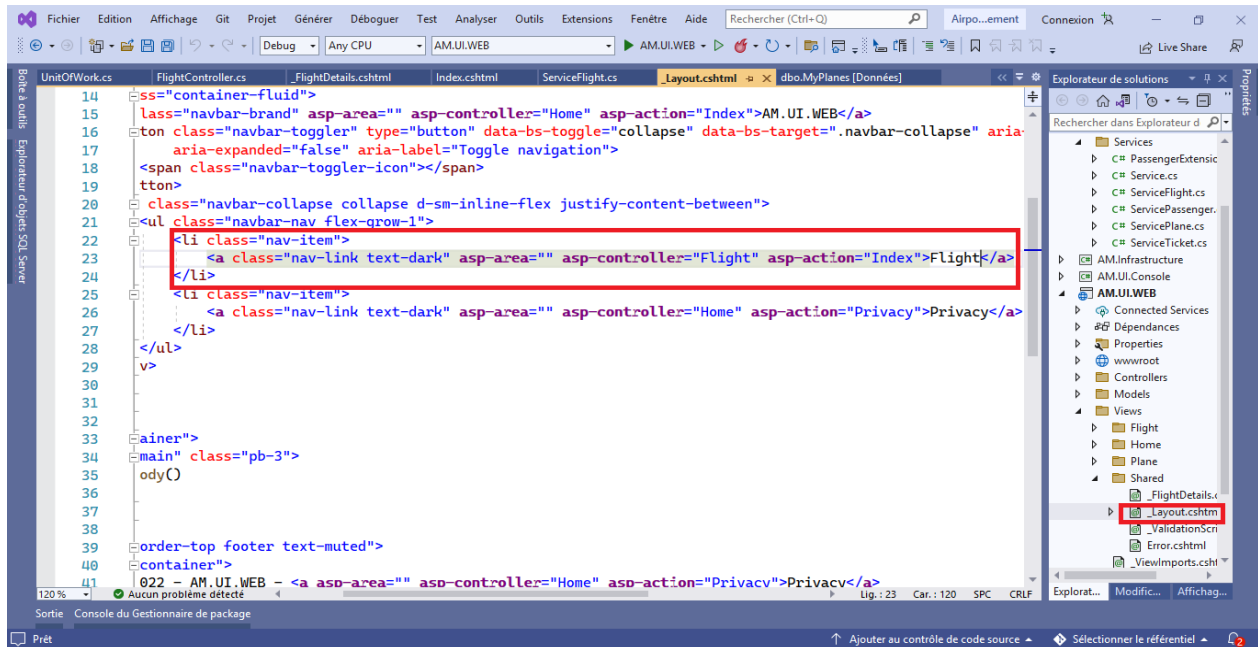 Fichier Edition Affichage Git Projet Générer Déboguer Test Analyser Outils Extensions Fenêtre Aide Rechercher (Ctrl+Q) Airpo...ement Connexion
Debug Any CPU AM.UI.WEB AM.UI.WEB Live Share
UnitOfWork.cs FlightController.cs _FlightDetails.cshtml Index.cshtml ServiceFlight.cs _Layout.cshtml dbo.MyPlanes [Données]
Boîte à outils
Explorateur d'objets SQL Server
14 ss="container-fluid">
15 lass="navbar-brand" asp-area="" asp-controller="Home" asp-action="Index">AM.UI.WEB</a>
16 ton class="navbar-toggler" type="button" data-bs-toggle="collapse" data-bs-target=".navbar-collapse" aria-
17 aria-expanded="false" aria-label="Toggle navigation">
18 <span class="navbar-toggler-icon"></span>
19 tton>
20 class="navbar-collapse collapse d-sm-inline-flex justify-content-between">
21 <ul class="navbar-nav flex-grow-1">
22 <li class="nav-item">
23 <a class="nav-link text-dark" asp-area="" asp-controller="Flight" asp-action="Index">Flight</a>
24 </li>
25 <li class="nav-item">
26 <a class="nav-link text-dark" asp-area="" asp-controller="Home" asp-action="Privacy">Privacy</a>
27 </li>
28 </ul>
29 v>
30
31
32
33 ainer">
34 main" class="pb-3">
35 ody()
36
37
38
39 order-top footer text-muted">
40 container">
41 022 - AM.UI.WEB - <a asp-area="" asp-controller="Home" asp-action="Privacy">Privacy</a>
120 % Aucun problème détecté Lig. : 23 Car. : 120 SPC CRLF
Explorateur de solutions
Rechercher dans Explorateur d
Services
C# PassengerExtensic
C# Service.cs
C# ServiceFlight.cs
C# ServicePassenger.
C# ServicePlane.cs
C# ServiceTicket.cs
AM.Infrastructure
AM.UI.Console
AM.UI.WEB
Connected Services
Dépendances
Properties
wwwroot
Controllers
Models
Views
Flight
Home
Plane
Shared
_FlightDetails.c
_Layout.cshtm
_ValidationScri
Error.cshtml
_ViewImports.csht
Explorat... Modific... Affichag...
Propriétés
Sortie Console du Gestionnaire de package
Prêt Ajouter au contrôle de code source Sélectionner le référentiel 2